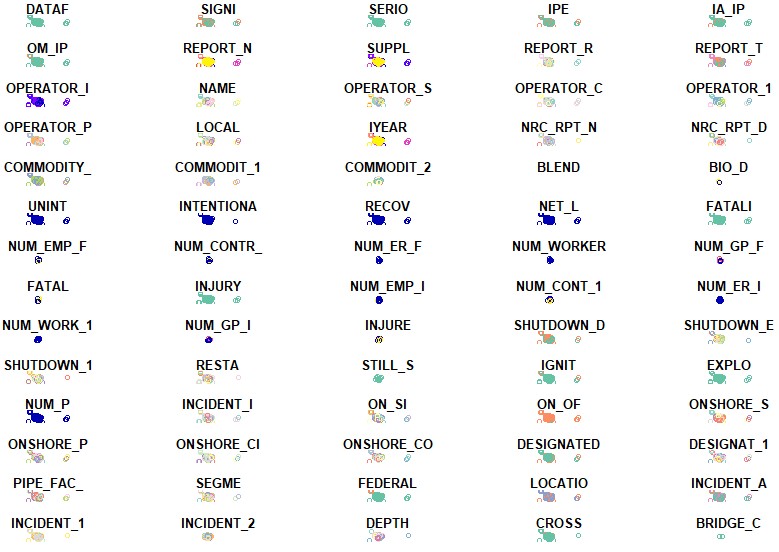 DATAF SIGNI SERIO IPE IA_IP
OM_IP REPORT_N SUPPL REPORT_R REPORT_T
OPERATOR_I NAME OPERATOR_S OPERATOR_C OPERATOR_1
OPERATOR_P LOCAL IYEAR NRC_RPT_N NRC_RPT_D
COMMODITY_ COMMODIT_1 COMMODIT_2 BLEND BIO_D
UNINT INTENTIONA RECOV NET_L FATALI
NUM_EMP_F NUM_CONTR_ NUM_ER_F NUM_WORKER NUM_GP_F
FATAL INJURY NUM_EMP_I NUM_CONT_1 NUM_ER_I
NUM_WORK_1 NUM_GP_I INJURE SHUTDOWN_D SHUTDOWN_E
SHUTDOWN_1 RESTA STILL_S IGNIT EXPLO
NUM_P INCIDENT_I ON_SI ON_OF ONSHORE_S
ONSHORE_P ONSHORE_CI ONSHORE_CO DESIGNATED DESIGNAT_1
PIPE_FAC_ SEGME FEDERAL LOCATIO INCIDENT_A
INCIDENT_1 INCIDENT_2 DEPTH CROSS BRIDGE_C